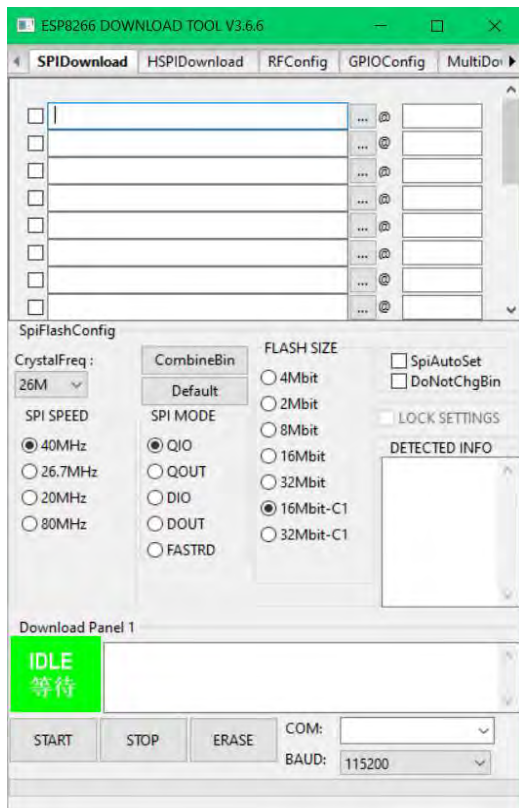 ESP8266 DOWNLOAD TOOL V3.6.6
SPIDownload HSPIDownload RFConfig GPIOConfig MultiDo
... @
... @
... @
... @
... @
... @
... @
... @
SpiFlashConfig
CrystalFreq :
26M
CombineBin
Default
SPI SPEED
40MHz
26.7MHz
20MHz
80MHz
SPI MODE
QIO
QOUT
DIO
DOUT
FASTRD
FLASH SIZE
4Mbit
2Mbit
8Mbit
16Mbit
32Mbit
16Mbit-C1
32Mbit-C1
SpiAutoSet
DoNotChgBin
LOCK SETTINGS
DETECTED INFO
Download Panel 1
IDLE
等待
START STOP ERASE
COM:
BAUD: 115200